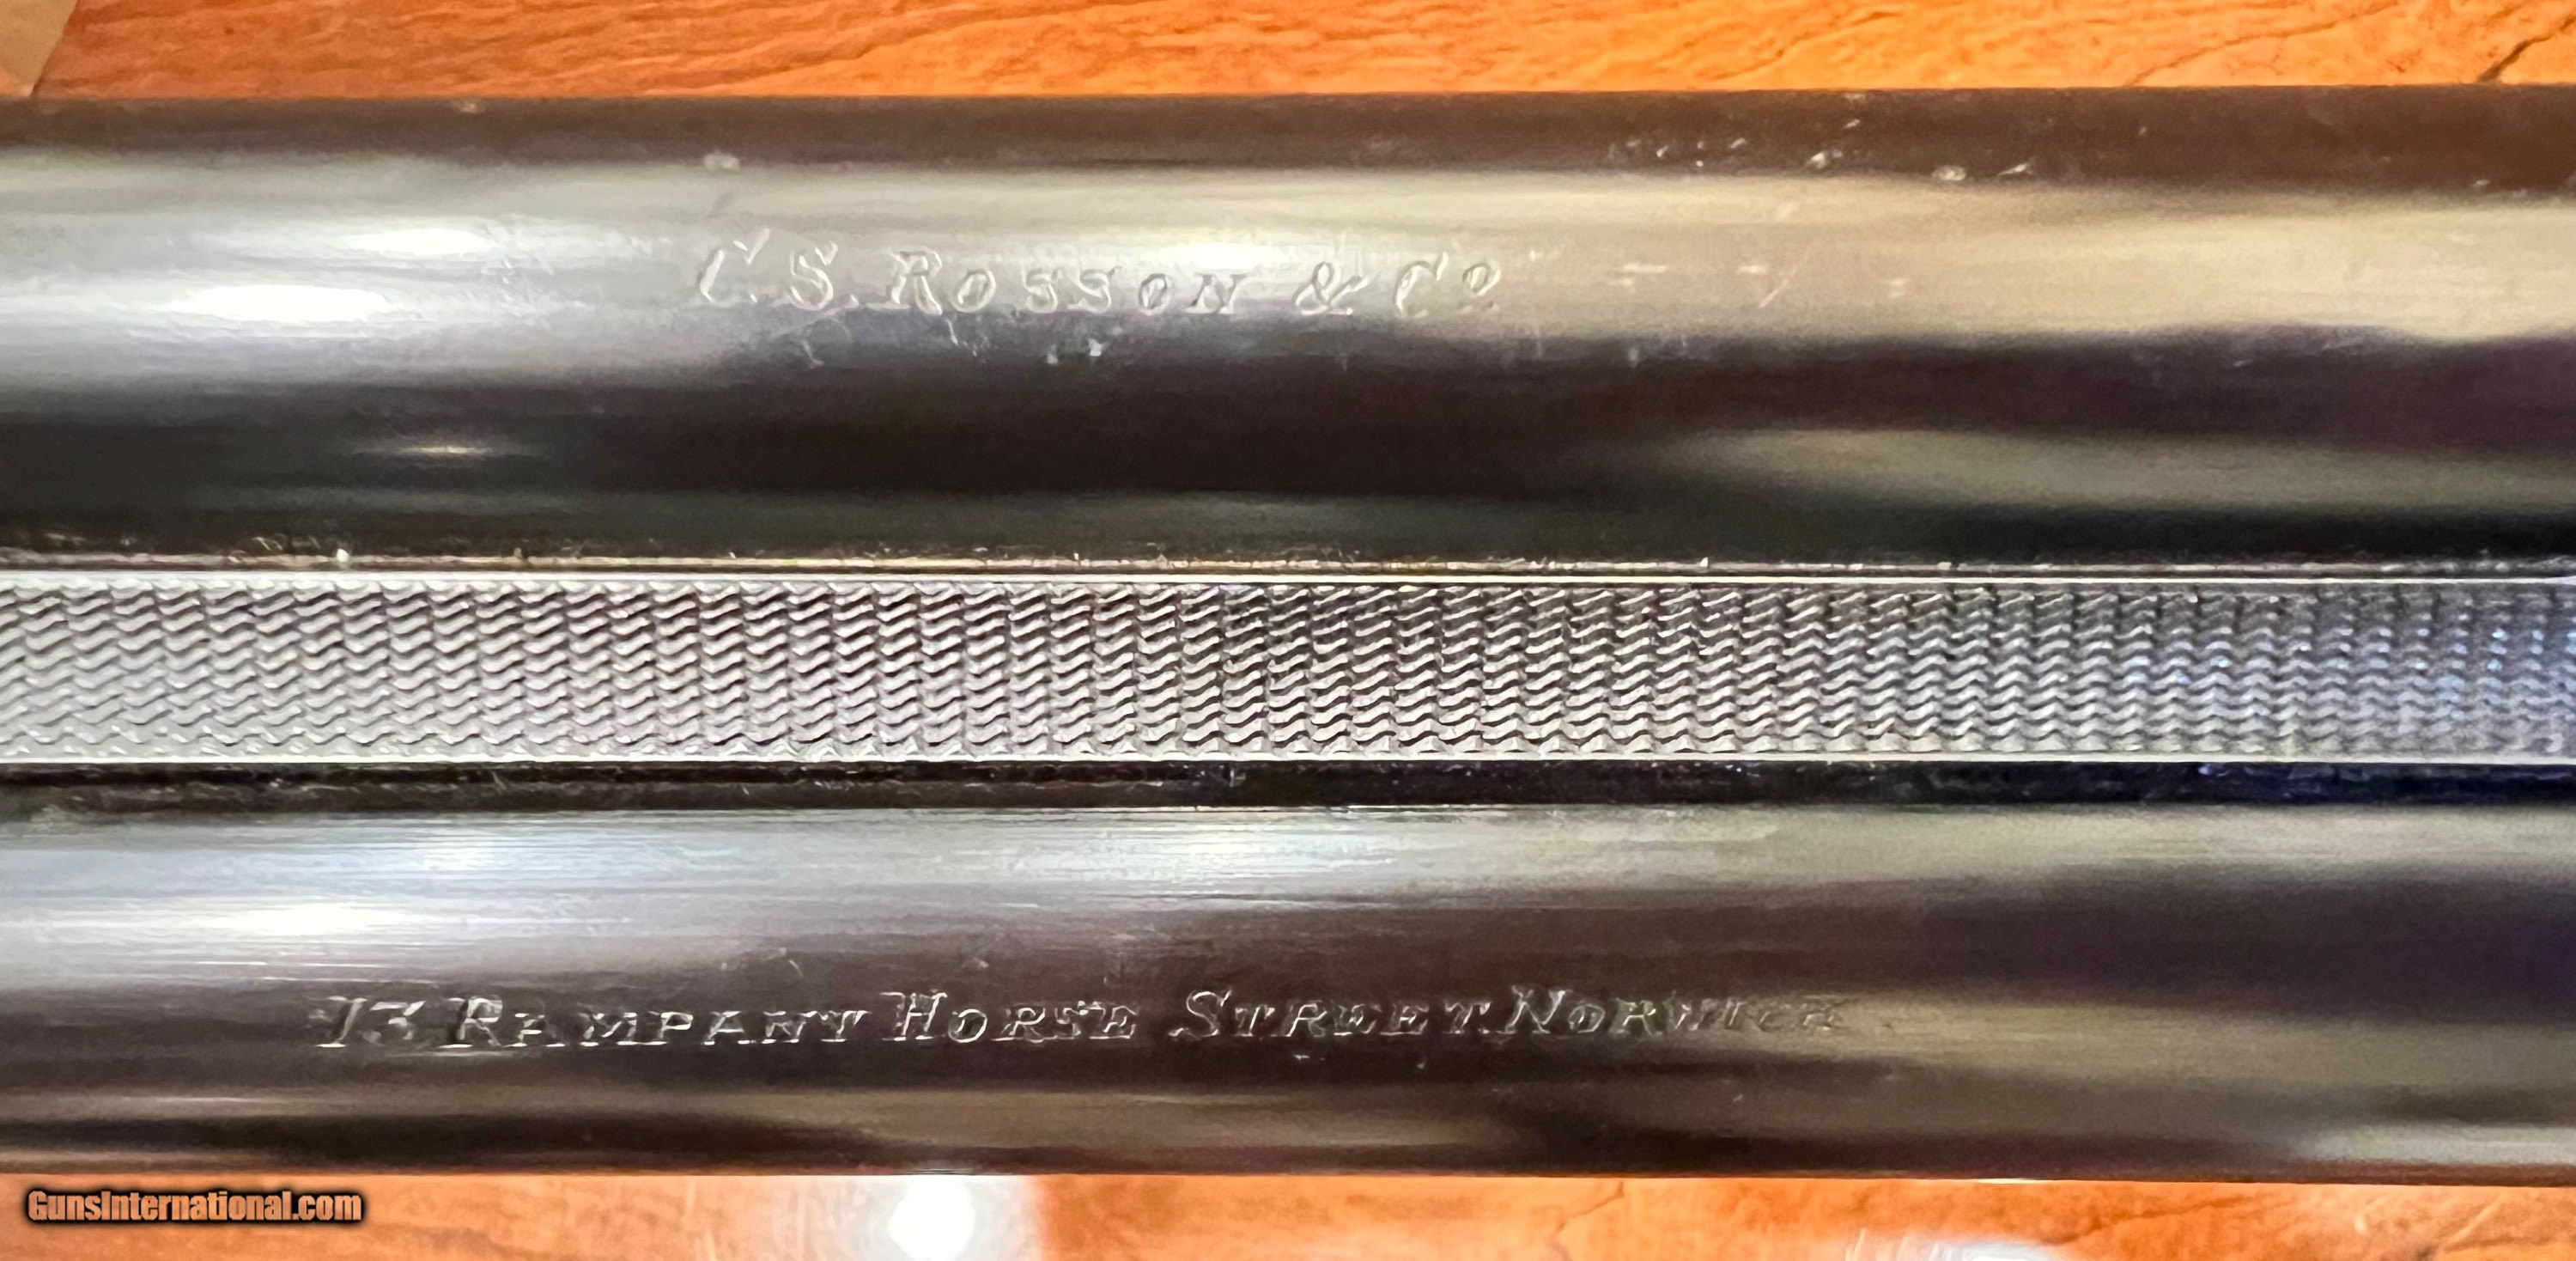 C.S. ROSSON & Co
13 RAMPANT HORSE STREET NORWICH
GunsInternational.com